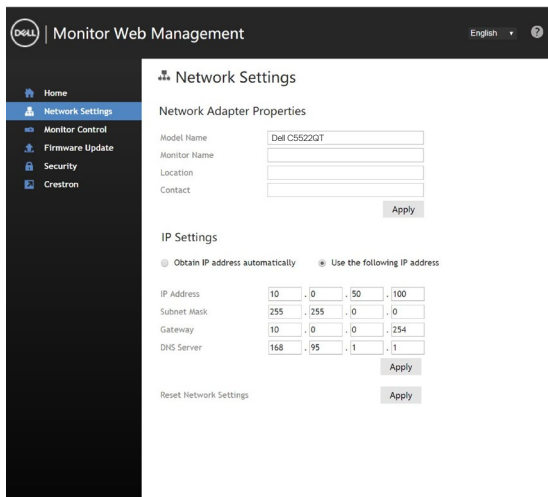 DELL | Monitor Web Management
English ▼ ?
Home
Network Settings
Monitor Control
Firmware Update
Security
Crestron
Network Settings
Network Adapter Properties
Model Name Dell C5522QT
Monitor Name
Location
Contact
Apply
IP Settings
Obtain IP address automatically Use the following IP address
IP Address 10 . 0 . 50 . 100
Subnet Mask 255 . 255 . 0 . 0
Gateway 10 . 0 . 0 . 254
DNS Server 168 . 95 . 1 . 1
Apply
Reset Network Settings Apply